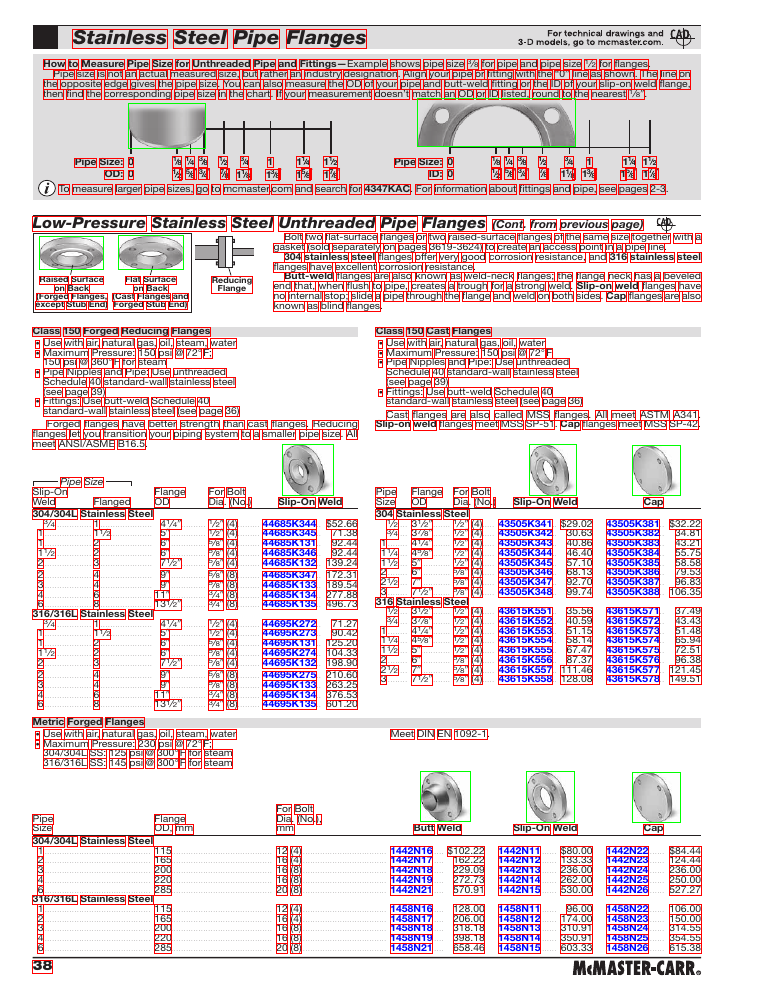 Stainless Steel Pipe Flanges
For technical drawings and
3-D models, go to mcmaster.com.
CAD
How to Measure Pipe Size for Unthreaded Pipe and Fittings—Example shows pipe size 3/8 for pipe and pipe size 1/2 for flanges.
Pipe size is not an actual measured size, but rather an industry designation. Align your pipe or fitting with the "0" line as shown. The line on
the opposite edge gives the pipe size. You can also measure the OD of your pipe and butt-weld fitting or the ID of your slip-on weld flange,
then find the corresponding pipe size in the chart. If your measurement doesn't match an OD or ID listed, round to the nearest 1/8".
Pipe Size: 0 1/8 1/4 3/8 1/2 3/4 1 1 1/4 1 1/2
Pipe Size: 0 1/8 1/4 3/8 1/2 3/4 1 1 1/4 1 1/2
To measure larger pipe sizes, go to mcmaster.com and search for 4347KAC. For information about fittings and pipe, see pages 2-3.
Low-Pressure Stainless Steel Unthreaded Pipe Flanges (Cont. from previous page)
CAD
Raised Surface
on Back
(Forged Flanges,
except Stub End)
Flat Surface
on Back
(Cast Flanges and
Forged Stub End)
Reducing
Flange
Bolt two flat-surface flanges or two raised-surface flanges of the same size together with a
gasket (sold separately on pages 3619-3624) to create an access point in a pipe line.
304 stainless steel flanges offer very good corrosion resistance, and 316 stainless steel
flanges have excellent corrosion resistance.
Butt-weld flanges, also known as weld-neck flanges; the flange neck has a beveled
end that, when flush to pipe, creates a trough for a strong weld. Slip-on weld flanges have
no internal stop; slide a pipe through the flange and weld on both sides. Cap flanges are also
known as blind flanges.
Class 150 Forged Reducing Flanges
• Use with air, natural gas, oil, steam, water
• Maximum Pressure: 150 psi @ 72° F;
150 psi @ 360° F for steam
• Pipe Nipples and Pipe: Use unthreaded
Schedule 40 standard-wall stainless steel
(see page 39)
• Fittings: Use butt-weld Schedule 40
standard-wall stainless steel (see page 36)
Forged flanges have better strength than cast flanges. Reducing
flanges let you transition your piping system to a smaller pipe size. All
meet ANSI/ASME B16.5.
Pipe Size
Slip-On Weld Flanged Flange OD For Bolt Dia. (No.) Slip-On Weld
304/304L Stainless Steel
3/4 1 4 1/4" 1/2" (4) 44685K344 $52.66
1 1 1/2 5" 1/2" (4) 44685K345 71.38
1 2 6" 5/8" (4) 44685K131 92.44
1 1/2 2 6" 5/8" (4) 44685K346 92.44
2 3 7 1/2" 5/8" (4) 44685K132 139.24
2 4 9" 5/8" (8) 44685K347 172.31
3 4 9" 5/8" (8) 44685K133 189.54
4 6 11" 3/4" (8) 44685K134 277.88
6 8 13 1/2" 3/4" (8) 44685K135 496.73
316/316L Stainless Steel
3/4 1 4 1/4" 1/2" (4) 44695K272 71.27
1 1 1/2 5" 1/2" (4) 44695K273 90.42
1 2 6" 5/8" (4) 44695K131 125.20
1 1/2 2 6" 5/8" (4) 44695K274 104.33
2 3 7 1/2" 5/8" (4) 44695K132 198.90
2 4 9" 5/8" (8) 44695K275 210.60
3 4 9" 5/8" (8) 44695K133 263.25
4 6 11" 3/4" (8) 44695K134 376.53
6 8 13 1/2" 3/4" (8) 44695K135 601.20
Class 150 Cast Flanges
• Use with air, natural gas, oil, water
• Maximum Pressure: 150 psi @ 72° F
• Pipe Nipples and Pipe: Use unthreaded
Schedule 40 standard-wall stainless steel
(see page 39)
• Fittings: Use butt-weld Schedule 40
standard-wall stainless steel (see page 36)
Cast flanges are also called MSS flanges. All meet ASTM A341.
Slip-on weld flanges meet MSS SP-51. Cap flanges meet MSS SP-42.
Pipe Size Flange OD For Bolt Dia. (No.) Slip-On Weld Cap
304 Stainless Steel
1/2 3 1/2" 1/2" (4) 43505K341 $29.02 43505K381 $32.22
3/4 3 7/8" 1/2" (4) 43505K342 30.63 43505K382 34.81
1 4 1/4" 1/2" (4) 43505K343 40.86 43505K383 43.21
1 1/4 4 5/8" 1/2" (4) 43505K344 46.40 43505K384 55.75
1 1/2 5" 1/2" (4) 43505K345 57.10 43505K385 58.58
2 6" 5/8" (4) 43505K346 68.13 43505K386 79.53
2 1/2 7" 5/8" (4) 43505K347 92.70 43505K387 96.83
3 7 1/2" 5/8" (4) 43505K348 99.74 43505K388 106.35
316 Stainless Steel
1/2 3 1/2" 1/2" (4) 43615K551 35.56 43615K571 37.49
3/4 3 7/8" 1/2" (4) 43615K552 40.59 43615K572 43.43
1 4 1/4" 1/2" (4) 43615K553 51.15 43615K573 51.48
1 1/4 4 5/8" 1/2" (4) 43615K554 58.14 43615K574 65.94
1 1/2 5" 1/2" (4) 43615K555 67.47 43615K575 72.51
2 6" 5/8" (4) 43615K556 87.37 43615K576 96.38
2 1/2 7" 5/8" (4) 43615K557 111.46 43615K577 121.45
3 7 1/2" 5/8" (4) 43615K558 128.08 43615K578 149.51
Metric Forged Flanges
• Use with air, natural gas, oil, steam, water
• Maximum Pressure: 230 psi @ 72° F;
304/304L SS: 125 psi @ 300° F for steam
316/316L SS: 145 psi @ 300° F for steam
Meet DIN EN 1092-1.
Pipe Size Flange OD, mm For Bolt Dia. (No.), mm Butt Weld Slip-On Weld Cap
304/304L Stainless Steel
1 115 12 (4) 1442N16 $102.22 1442N11 $80.00 1442N22 $84.44
2 165 16 (4) 1442N17 162.22 1442N12 133.33 1442N23 124.44
3 200 16 (8) 1442N18 229.09 1442N13 236.00 1442N24 236.00
4 220 16 (8) 1442N19 272.73 1442N14 262.00 1442N25 250.00
6 285 20 (8) 1442N21 570.91 1442N15 530.00 1442N26 527.27
316/316L Stainless Steel
1 115 12 (4) 1458N16 128.00 1458N11 96.00 1458N22 106.00
2 165 16 (4) 1458N17 206.00 1458N12 174.00 1458N23 150.00
3 200 16 (8) 1458N18 318.18 1458N13 310.91 1458N24 314.55
4 220 16 (8) 1458N19 398.18 1458N14 350.91 1458N25 354.55
6 285 20 (8) 1458N21 658.46 1458N15 603.33 1458N26 615.38
38
McMASTER-CARR